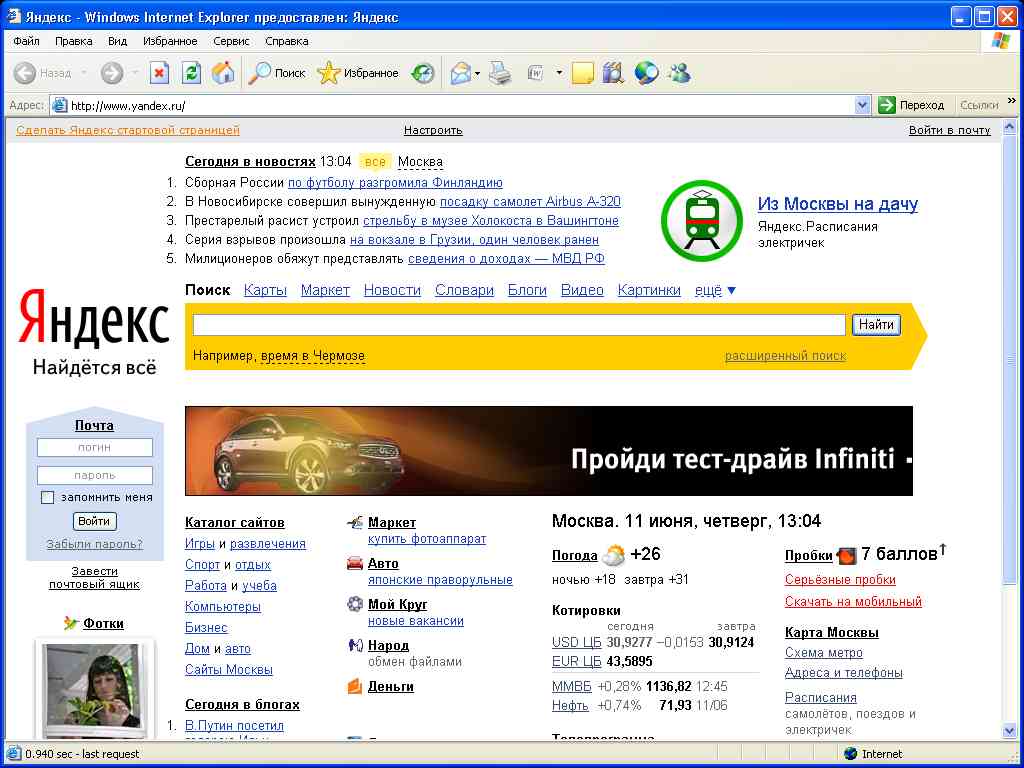 Яндекс - Windows Internet Explorer предоставлен: Яндекс
Файл Правка Вид Избранное Сервис Справка
Назад Поиск Избранное
Адрес: http://www.yandex.ru/ Переход Ссылки »
Сделать Яндекс стартовой страницей Настроить Войти в почту
Сегодня в новостях 13:04 все Москва
1. Сборная России по футболу разгромила Финляндию
2. В Новосибирске совершил вынужденную посадку самолет Airbus A-320
3. Престарелый расист устроил стрельбу в музее Холокоста в Вашингтоне
4. Серия взрывов произошла на вокзале в Грузии, один человек ранен
5. Милиционеров обяжут представлять сведения о доходах — МВД РФ
Из Москвы на дачу
Яндекс.Расписания
электричек
Поиск Карты Маркет Новости Словари Блоги Видео Картинки ещё ▼
Яндекс
Найдётся всё
Найти
Например, время в Чермозе расширенный поиск
Почта
логин
пароль
запомнить меня
Войти
Забыли пароль?
Завести
почтовый ящик
Фотки
Пройди тест-драйв Infiniti
Каталог сайтов
Игры и развлечения
Спорт и отдых
Работа и учеба
Компьютеры
Бизнес
Дом и авто
Сайты Москвы
Сегодня в блогах
1. В.Путин посетил
Маркет
купить фотоаппарат
Авто
японские праворульные
Мой Круг
новые вакансии
Народ
обмен файлами
Деньги
Москва. 11 июня, четверг, 13:04
Погода +26
ночью +18 завтра +31
Котировки
сегодня завтра
USD ЦБ 30,9277 −0,0153 30,9124
EUR ЦБ 43,5895
ММВБ +0,28% 1136,82 12:45
Нефть +0,74% 71,93 11/06
Телепрограмма
Пробки 7 баллов↑
Серьёзные пробки
Скачать на мобильный
Карта Москвы
Схема метро
Адреса и телефоны
Расписания
самолётов, поездов и
электричек
0.940 sec - last request Internet